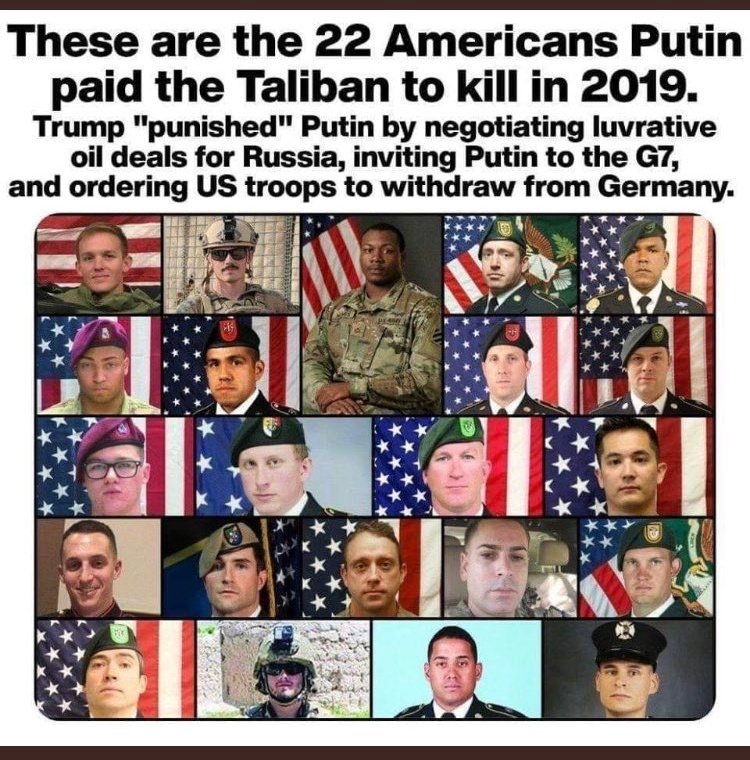 These are the 22 Americans Putin
paid the Taliban to kill in 2019.
Trump "punished" Putin by negotiating luvrative
oil deals for Russia, inviting Putin to the G7,
and ordering US troops to withdraw from Germany.